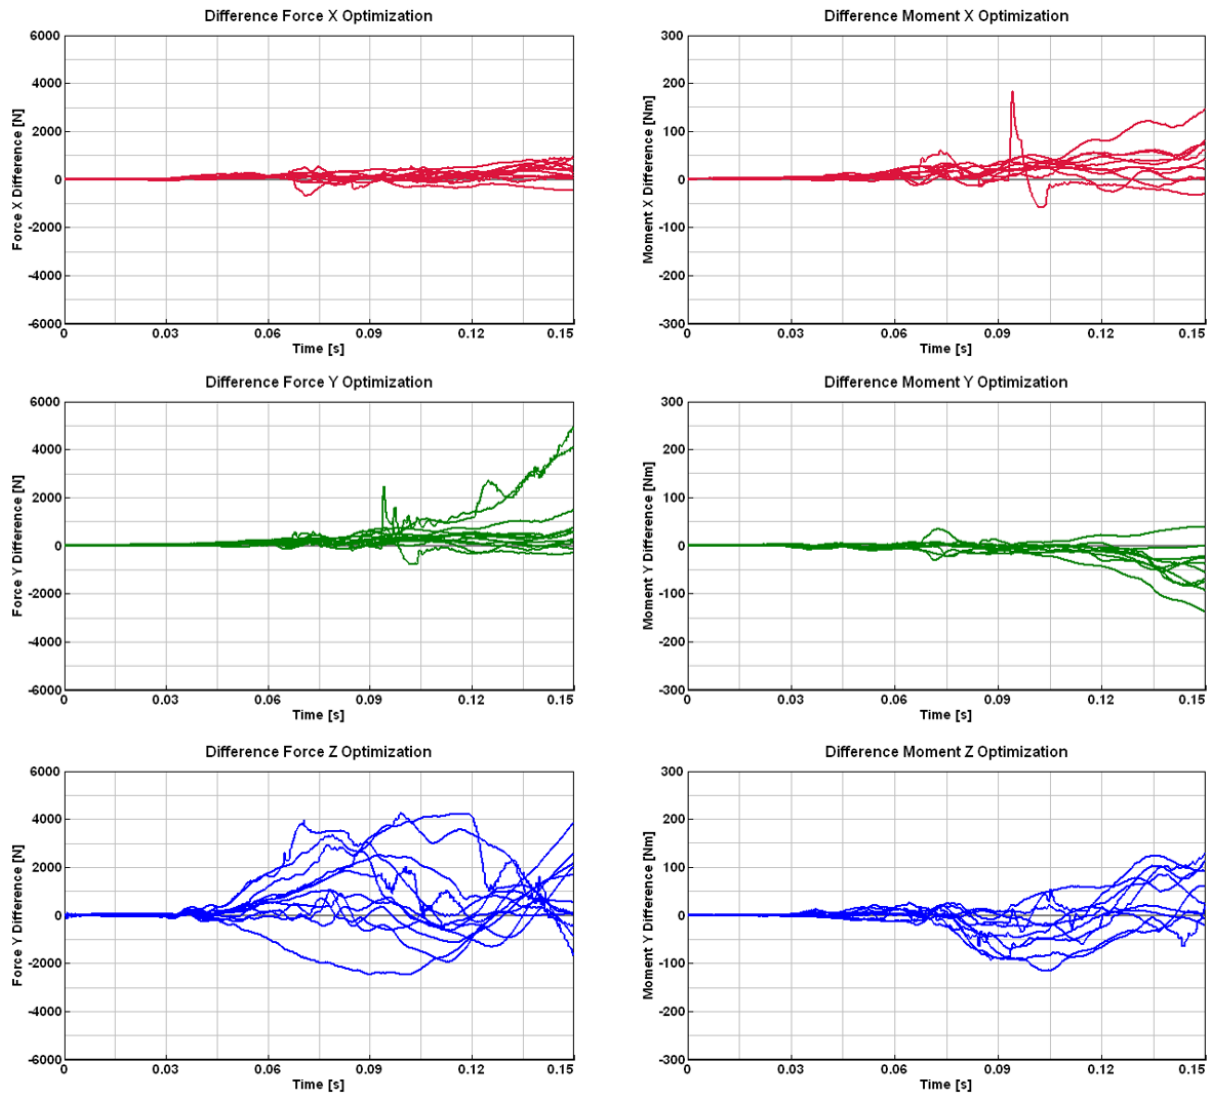 Difference Force X Optimization
6000
4000
2000
0
-2000
-4000
-6000
Force X Difference [N]
0 0.03 0.06 0.09 0.12 0.15
Time [s]
Difference Moment X Optimization
300
200
100
0
-100
-200
-300
Moment X Difference [Nm]
0 0.03 0.06 0.09 0.12 0.15
Time [s]
Difference Force Y Optimization
6000
4000
2000
0
-2000
-4000
-6000
Force Y Difference [N]
0 0.03 0.06 0.09 0.12 0.15
Time [s]
Difference Moment Y Optimization
300
200
100
0
-100
-200
-300
Moment Y Difference [Nm]
0 0.03 0.06 0.09 0.12 0.15
Time [s]
Difference Force Z Optimization
6000
4000
2000
0
-2000
-4000
-6000
Force Y Difference [N]
0 0.03 0.06 0.09 0.12 0.15
Time [s]
Difference Moment Z Optimization
300
200
100
0
-100
-200
-300
Moment Y Difference [Nm]
0 0.03 0.06 0.09 0.12 0.15
Time [s]